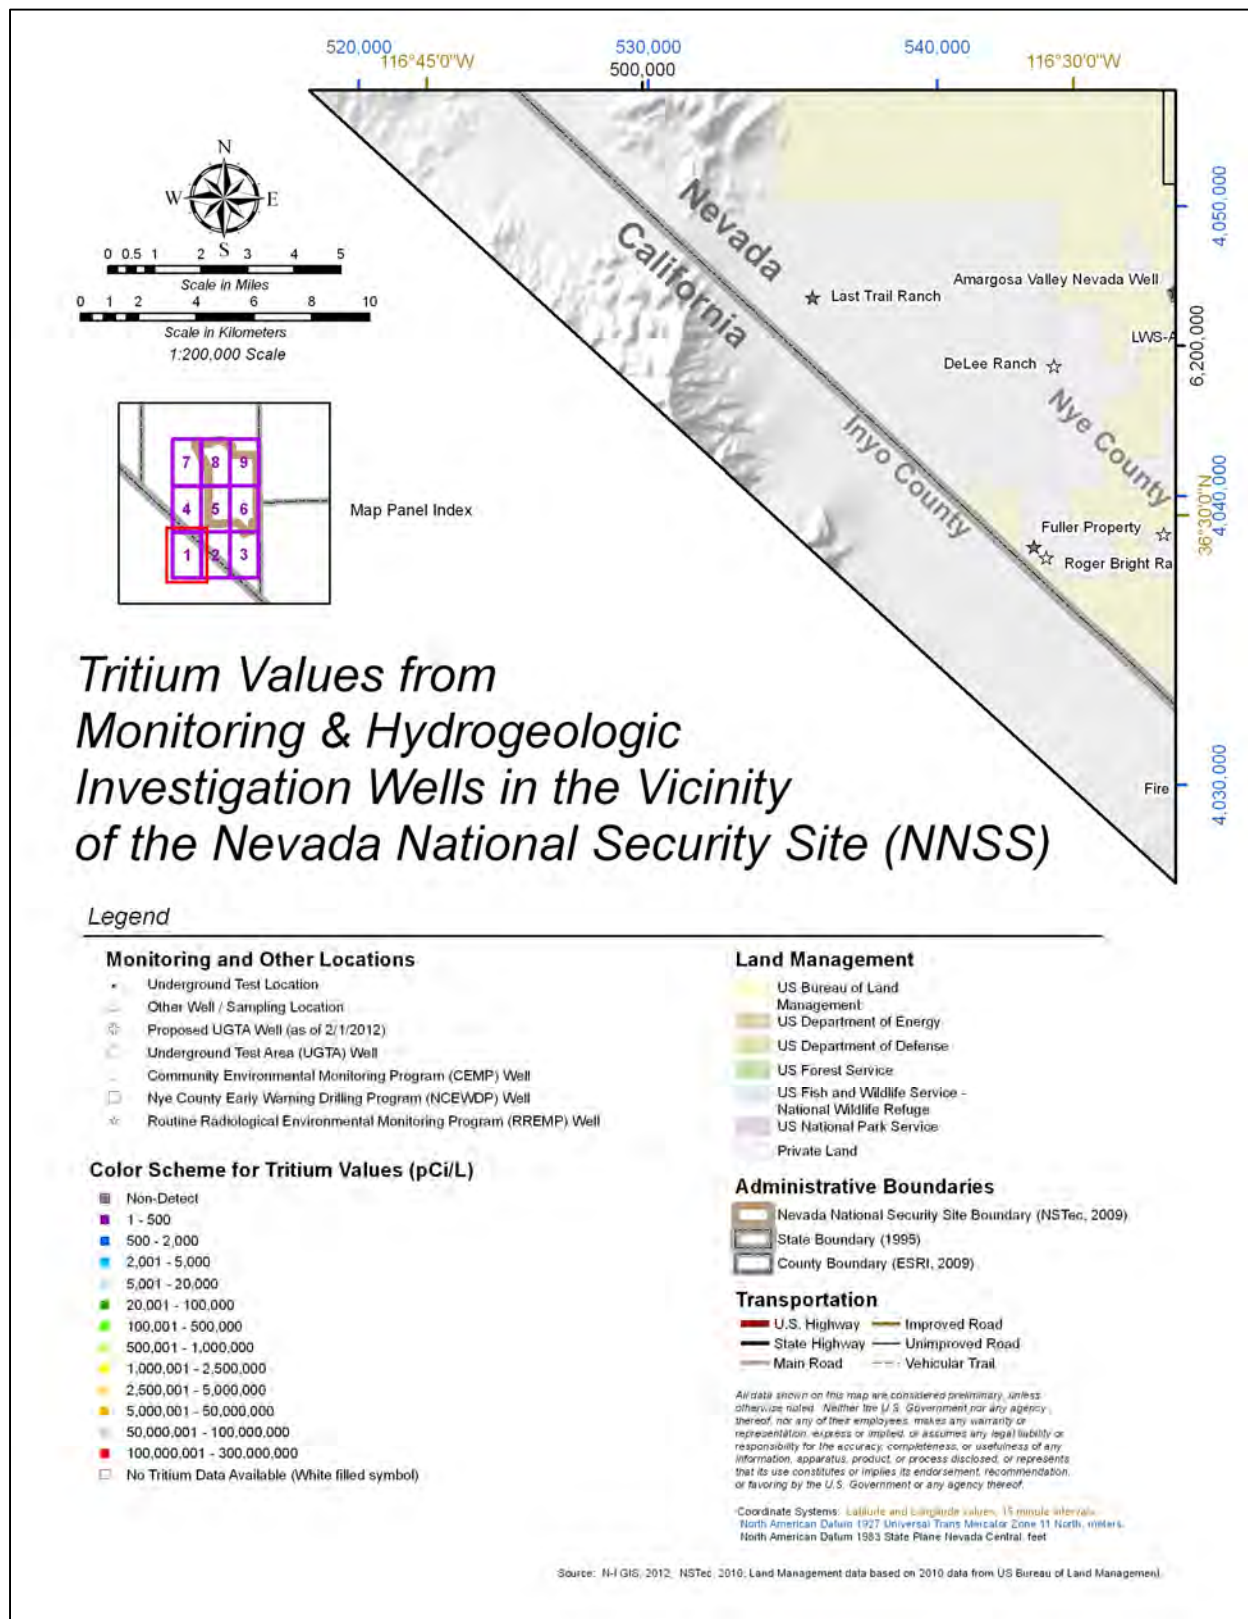 520,000
530,000
540,000
116°45'0"W
500,000
116°30'0"W
N
W
E
S
0 0.5 1 2 3 4 5
Scale in Miles
0 1 2 4 6 8 10
Scale in Kilometers
1:200,000 Scale
Nevada
California
4,050,000
Amargosa Valley Nevada Well
Last Trail Ranch
LWS-A
6,200,000
DeLee Ranch
Nye County
Inyo County
4,040,000
36°30'0"N
Fuller Property
Roger Bright Ra
Fire
4,030,000
7 8 9
4 5 6
1 2 3
Map Panel Index
Tritium Values from
Monitoring & Hydrogeologic
Investigation Wells in the Vicinity
of the Nevada National Security Site (NNSS)
Legend
Monitoring and Other Locations
Underground Test Location
Other Well / Sampling Location
Proposed UGTA Well (as of 2/1/2012)
Underground Test Area (UGTA) Well
Community Environmental Monitoring Program (CEMP) Well
Nye County Early Warning Drilling Program (NCEWDP) Well
Routine Radiological Environmental Monitoring Program (RREMP) Well
Color Scheme for Tritium Values (pCi/L)
Non-Detect
1 - 500
500 - 2,000
2,001 - 5,000
5,001 - 20,000
20,001 - 100,000
100,001 - 500,000
500,001 - 1,000,000
1,000,001 - 2,500,000
2,500,001 - 5,000,000
5,000,001 - 50,000,000
50,000,001 - 100,000,000
100,000,001 - 300,000,000
No Tritium Data Available (White filled symbol)
Land Management
US Bureau of Land
Management
US Department of Energy
US Department of Defense
US Forest Service
US Fish and Wildlife Service -
National Wildlife Refuge
US National Park Service
Private Land
Administrative Boundaries
Nevada National Security Site Boundary (NSTec, 2009)
State Boundary (1995)
County Boundary (ESRI, 2009)
Transportation
U.S. Highway
Improved Road
State Highway
Unimproved Road
Main Road
Vehicular Trail
All data shown on this map are considered preliminary, unless
otherwise noted. Neither the U.S. Government nor any agency
thereof, nor any of their employees, makes any warranty or
representation, express or implied, or assumes any legal liability or
responsibility for the accuracy, completeness, or usefulness of any
information, apparatus, product, or process disclosed, or represents
that its use constitutes or implies its endorsement, recommendation,
or favoring by the U.S. Government or any agency thereof.
Coordinate Systems: Latitude and Longitude values, 15 minute intervals.
North American Datum 1927 Universal Trans Mercator Zone 11 North, meters.
North American Datum 1983 State Plane Nevada Central, feet
Source: N-I GIS, 2012; NSTec, 2010; Land Management data based on 2010 data from US Bureau of Land Management.